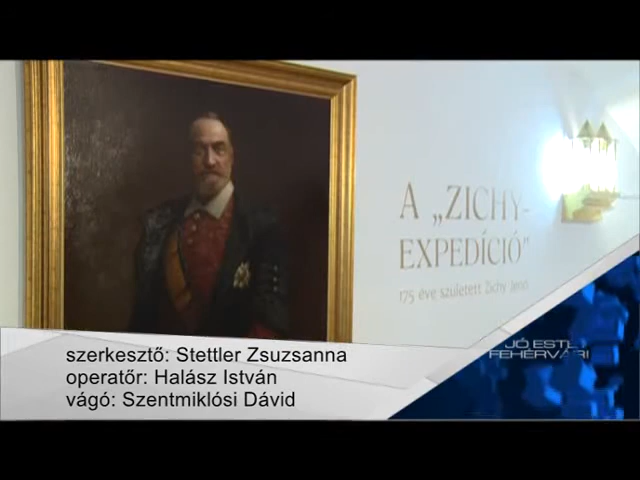 A „ZICHY-
EXPEDÍCIÓ"
175 éve született Zichy Jenő
JÓ ESTÉT
FEHÉRVÁR!
szerkesztő: Stettler Zsuzsanna
operatőr: Halász István
vágó: Szentmiklósi Dávid